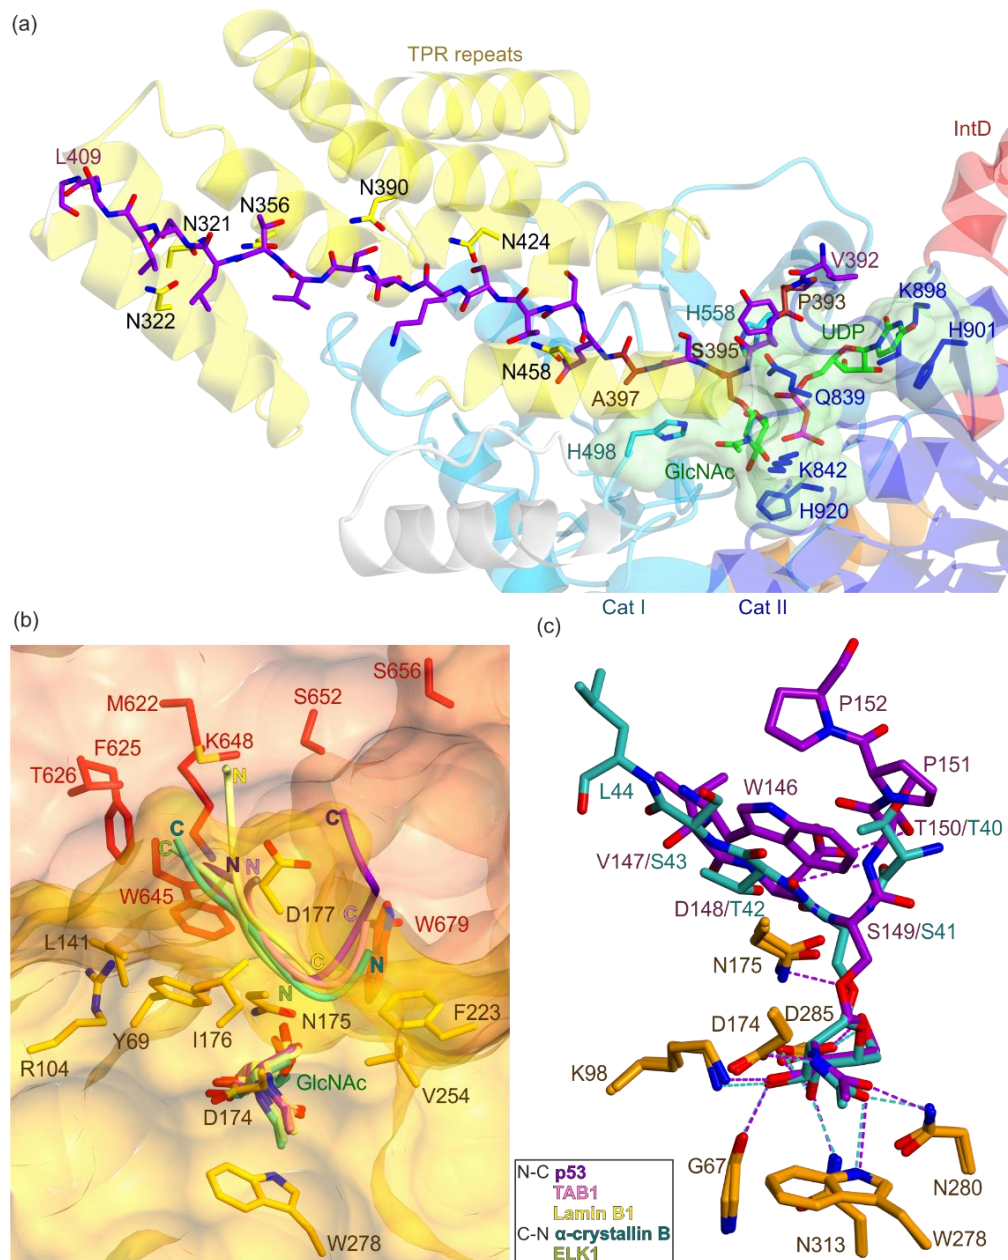 (a)
TPR repeats
IntD
L409
N390
N321
N356
N424
V392
N322
H558
P393
K898
UDP
S395
H901
N458
A397
Q839
H498
GlcNAc
K842
H920
Cat I
Cat II
(b)
S656
M622
S652
F625
K648
T626
N
C
C
C
N
N
W645
D177
C
W679
L141
C
N
N
N175
F223
Y69
I176
R104
GlcNAc
V254
D174
W278
(c)
P152
P151
L44
W146
T150/T40
V147/S43
D148/T42
S149/S41
N175
D285
D174
K98
G67
N280
W278
N313
N-C p53
TAB1
Lamin B1
C-N α-crystallin B
ELK1